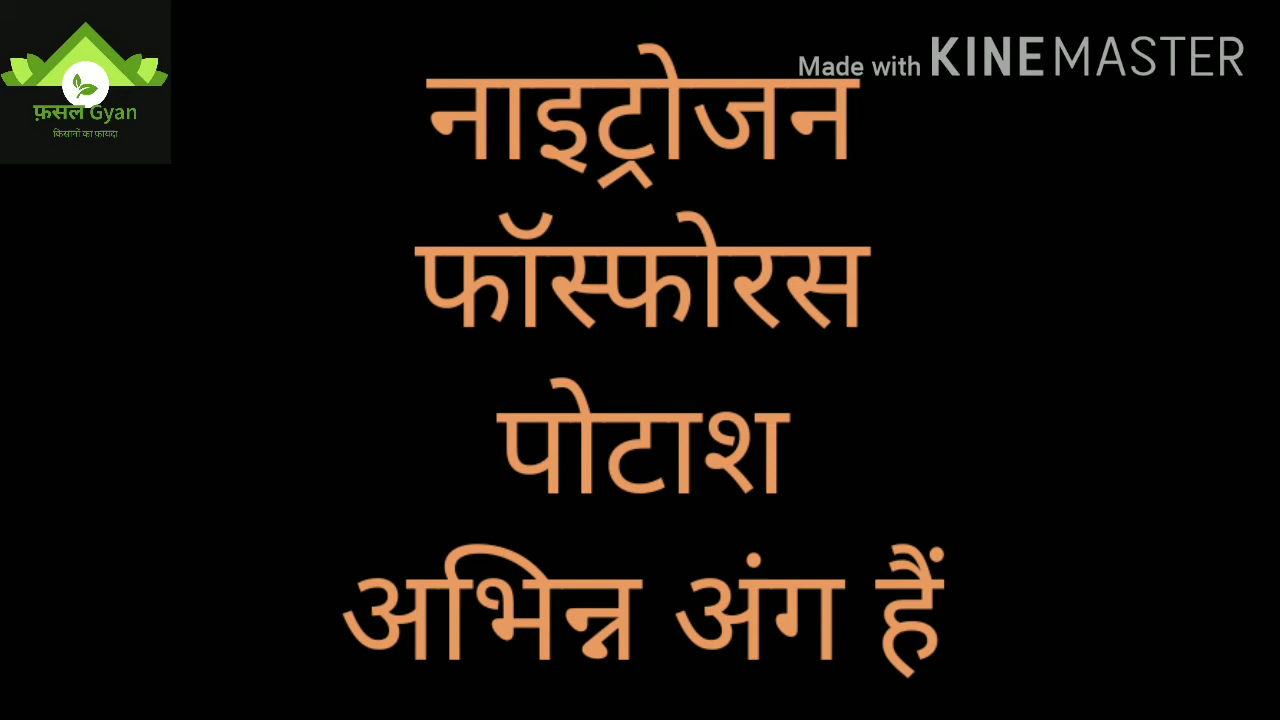 फ़सल Gyan
किसानों का फ़ायदा
Made with KINEMASTER
नाइट्रोजन
फॉस्फोरस
पोटाश
अभिन्न अंग हैं